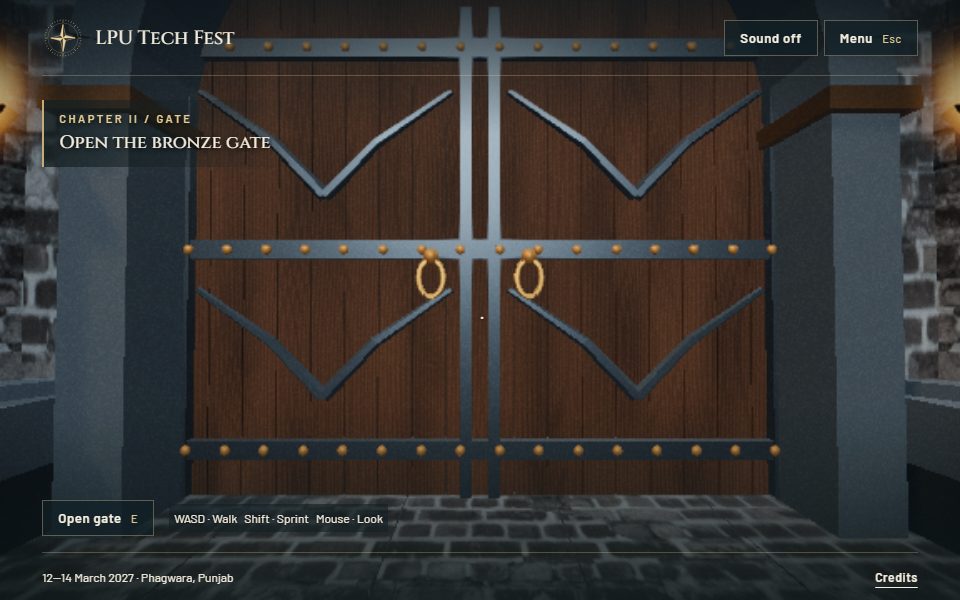 LPU Tech Fest
Sound off
Menu Esc
CHAPTER II / GATE
Open the bronze gate
Open gate E
WASD · Walk Shift · Sprint Mouse · Look
12–14 March 2027 · Phagwara, Punjab
Credits